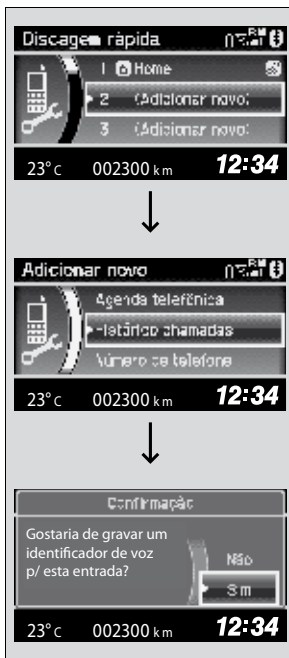 Discagem rápida
1 Home
2 (Adicionar novo)
3 (Adicionar novo)
23°c 002300 km 12:34
Adicionar novo
Agenda telefônica
Histórico chamadas
Número de telefone
23°c 002300 km 12:34
Confirmação
Gostaria de gravar um
identificador de voz
p/ esta entrada?
Não
Sim
23°c 002300 km 12:34